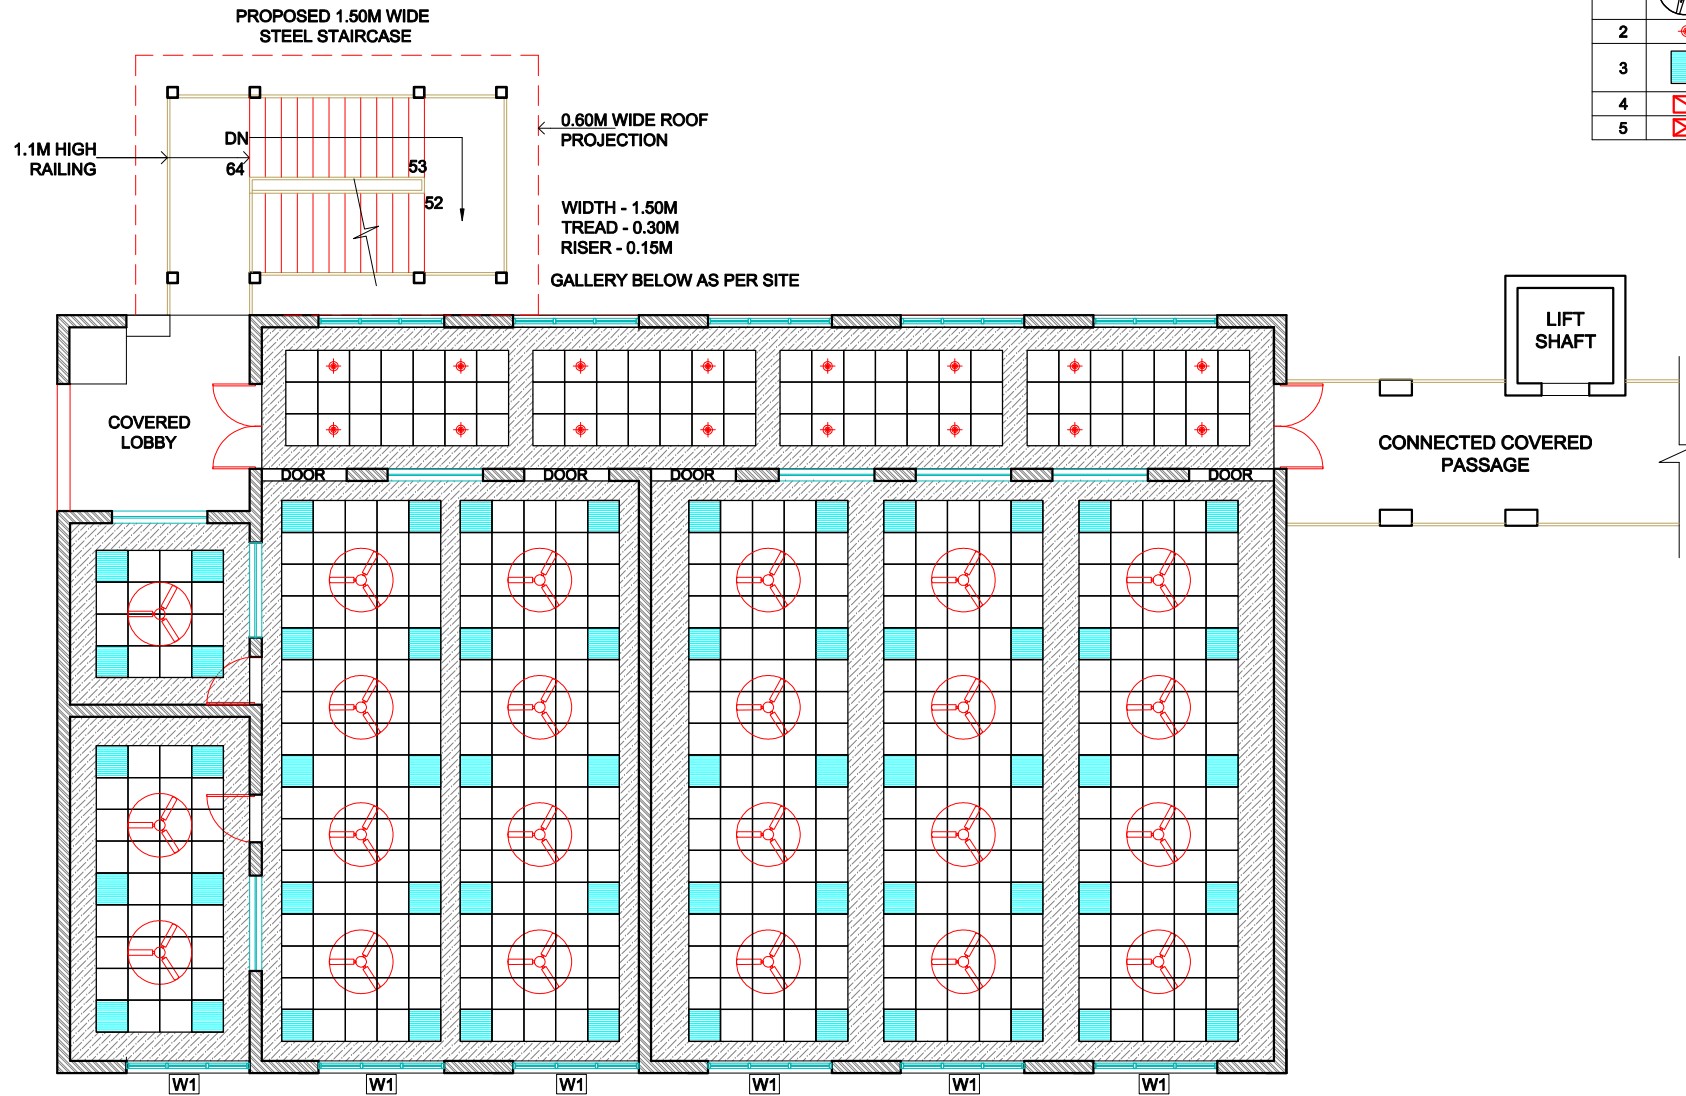 PROPOSED 1.50M WIDE
STEEL STAIRCASE
2
3
4
5
1.1M HIGH
RAILING
DN
64
53
52
0.60M WIDE ROOF
PROJECTION
WIDTH - 1.50M
TREAD - 0.30M
RISER - 0.15M
GALLERY BELOW AS PER SITE
LIFT
SHAFT
COVERED
LOBBY
CONNECTED COVERED
PASSAGE
DOOR
DOOR
DOOR
DOOR
W1
W1
W1
W1
W1
W1